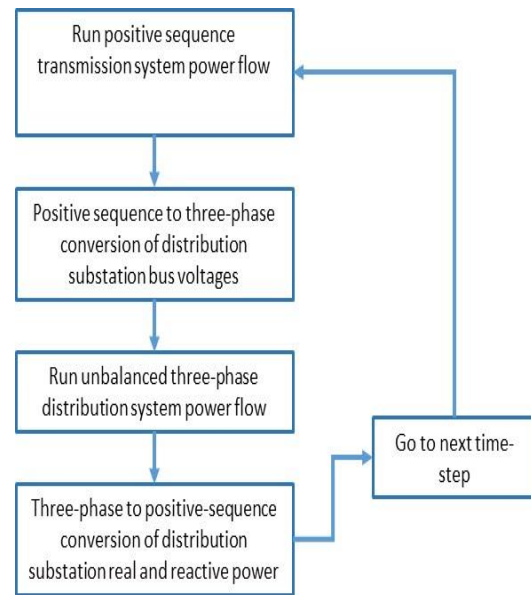 Run positive sequence
transmission system power flow
Positive sequence to three-phase
conversion of distribution
substation bus voltages
Run unbalanced three-phase
distribution system power flow
Three-phase to positive-sequence
conversion of distribution
substation real and reactive power
Go to next time-
step